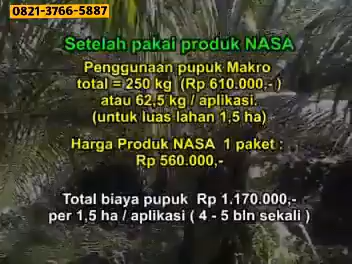 0821-3766-5887
Setelah pakai produk NASA
Penggunaan pupuk Makro
total = 250 kg (Rp 610.000,- )
atau 62,5 kg / aplikasi.
(untuk luas lahan 1,5 ha)
Harga Produk NASA 1 paket :
Rp 560.000,-
Total biaya pupuk Rp 1.170.000,-
per 1,5 ha / aplikasi ( 4 - 5 bln sekali )